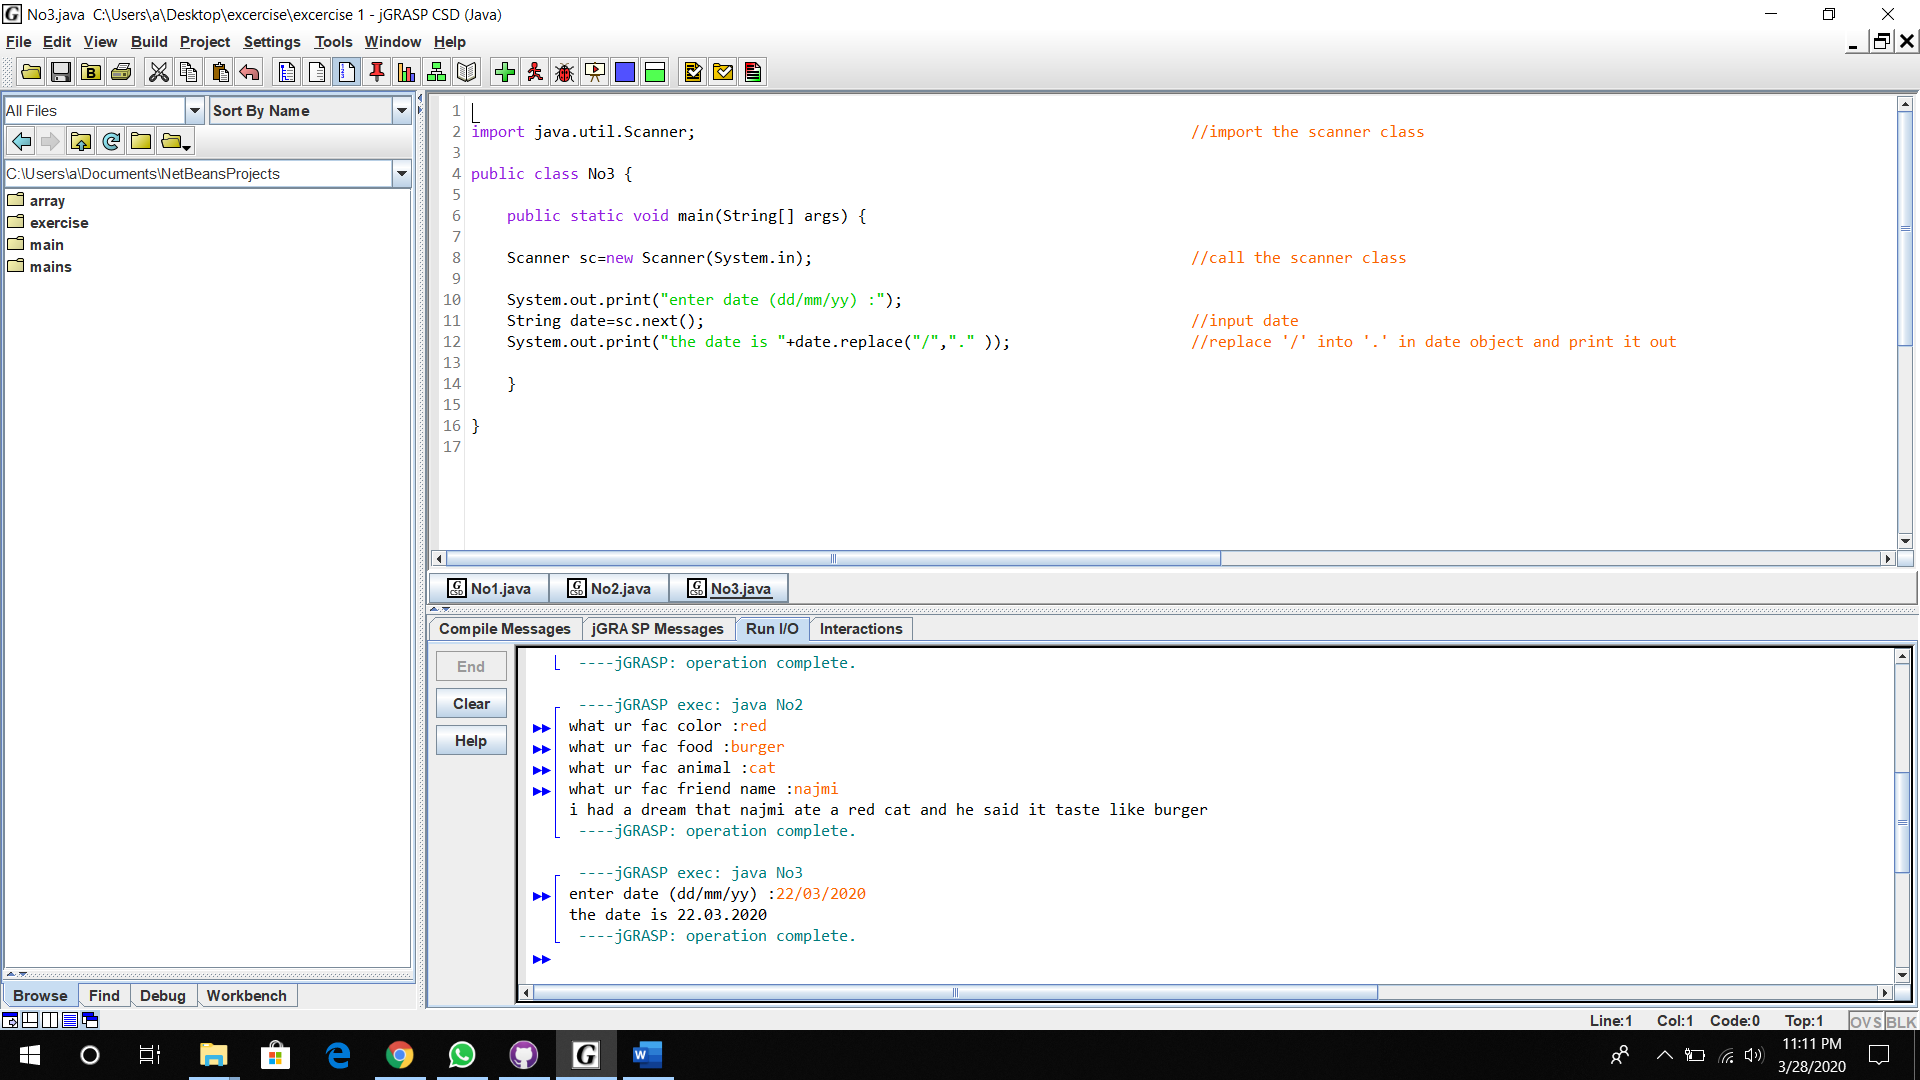 No3.java  C:\Users\a\Desktop\excercise\excercise 1 - jGRASP CSD (Java)
File Edit View Build Project Settings Tools Window Help
All Files
Sort By Name
C:\Users\a\Documents\NetBeansProjects
array
exercise
main
mains
Browse Find Debug Workbench
1
2 import java.util.Scanner; //import the scanner class
3
4 public class No3 {
5
6 public static void main(String[] args) {
7
8 Scanner sc=new Scanner(System.in); //call the scanner class
9
10 System.out.print("enter date (dd/mm/yy) :");
11 String date=sc.next(); //input date
12 System.out.print("the date is "+date.replace("/","." )); //replace '/' into '.' in date object and print it out
13
14 }
15
16 }
17
No1.java No2.java No3.java
Compile Messages jGRASP Messages Run I/O Interactions
End
Clear
Help
----jGRASP: operation complete.
----jGRASP exec: java No2
what ur fac color :red
what ur fac food :burger
what ur fac animal :cat
what ur fac friend name :najmi
i had a dream that najmi ate a red cat and he said it taste like burger
----jGRASP: operation complete.
----jGRASP exec: java No3
enter date (dd/mm/yy) :22/03/2020
the date is 22.03.2020
----jGRASP: operation complete.
Line:1 Col:1 Code:0 Top:1 OVS BLK
11:11 PM
3/28/2020